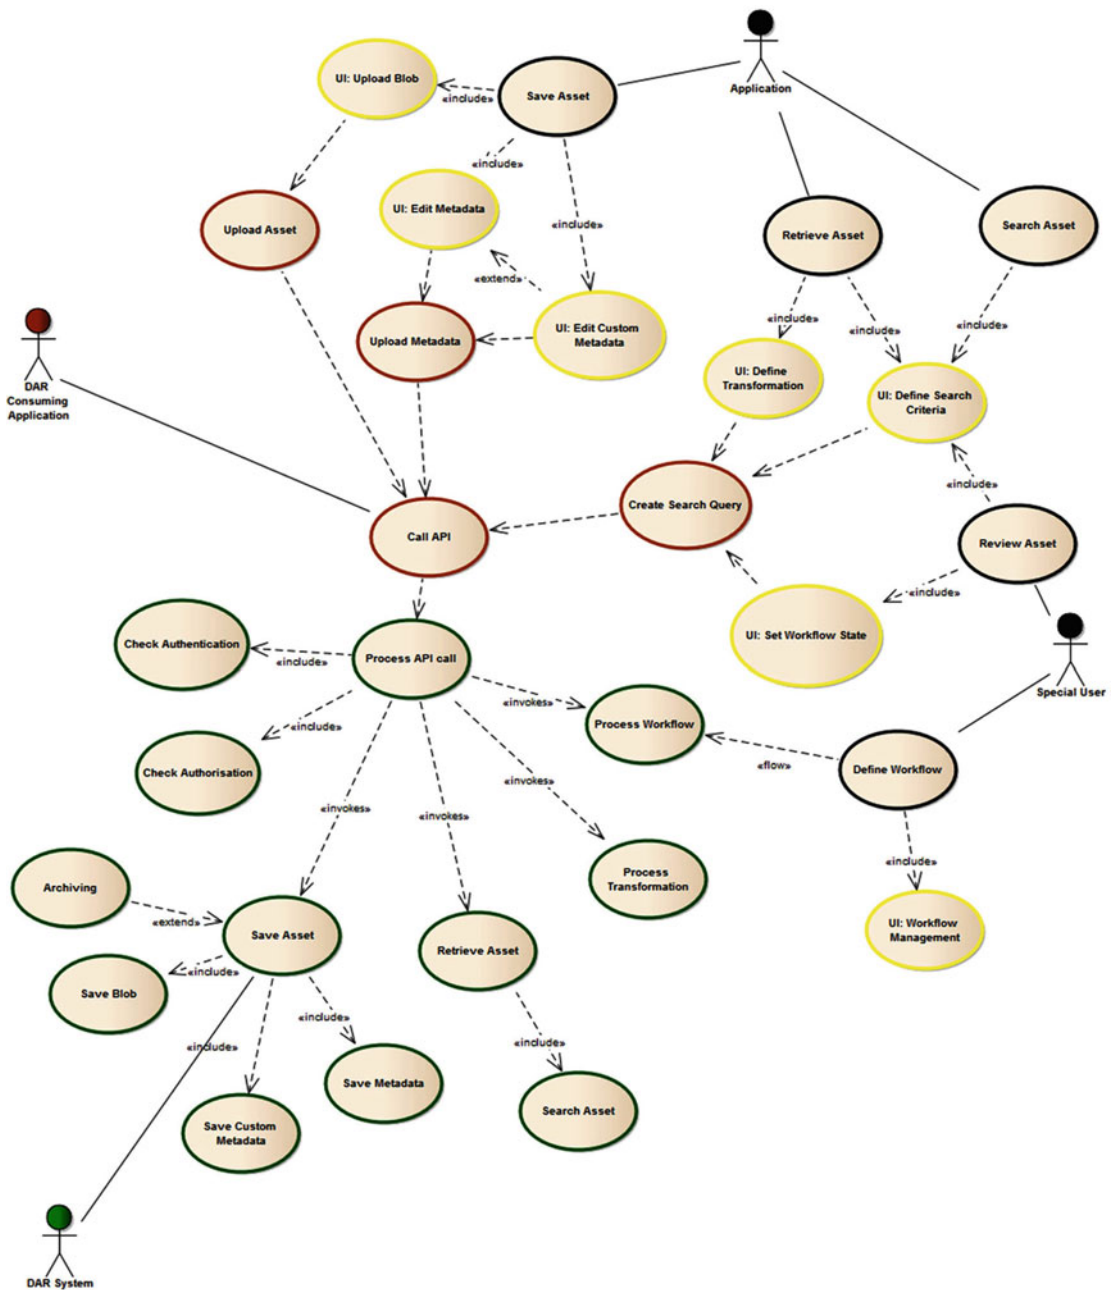 Application
UI: Upload Blob
«include»
Save Asset
«include»
UI: Edit Metadata
«include»
Upload Asset
Retrieve Asset
Search Asset
«extend»
Upload Metadata
UI: Edit Custom
Metadata
«include»
«include»
«include»
UI: Define
Transformation
UI: Define Search
Criteria
DAR
Consuming
Application
«include»
Create Search Query
Call API
Review Asset
«include»
UI: Set Workflow State
Special User
Check Authentication
«include»
Process API call
«include»
Check Authorisation
«invokes»
Process Workflow
«flow»
Define Workflow
«invokes»
«invokes»
«invokes»
Process
Transformation
«include»
UI: Workflow
Management
Archiving
«extend»
Save Asset
Retrieve Asset
«include»
Save Blob
«include»
«include»
«include»
Save Metadata
Search Asset
Save Custom
Metadata
DAR System